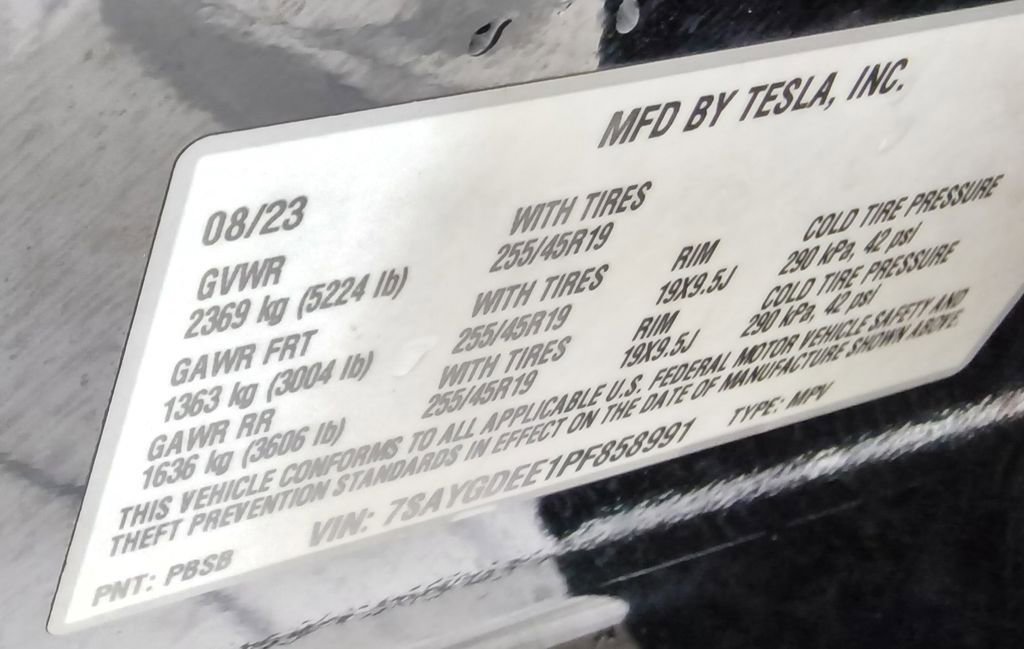 MFD BY TESLA, INC.
08/23
GVWR WITH TIRES
2369 kg (5224 lb) 255/45R19 RIM COLD TIRE PRESSURE
GAWR FRT WITH TIRES 19X9.5J 290 kPa, 42 psi
1363 kg (3004 lb) 255/45R19 RIM COLD TIRE PRESSURE
GAWR RR WITH TIRES 19X9.5J 290 kPa, 42 psi
1636 kg (3606 lb) 255/45R19
THIS VEHICLE CONFORMS TO ALL APPLICABLE U.S. FEDERAL MOTOR VEHICLE SAFETY AND
THEFT PREVENTION STANDARDS IN EFFECT ON THE DATE OF MANUFACTURE SHOWN ABOVE.
VIN: 7SAYGDEE1PF858991 TYPE: MPV
PNT: PBSB